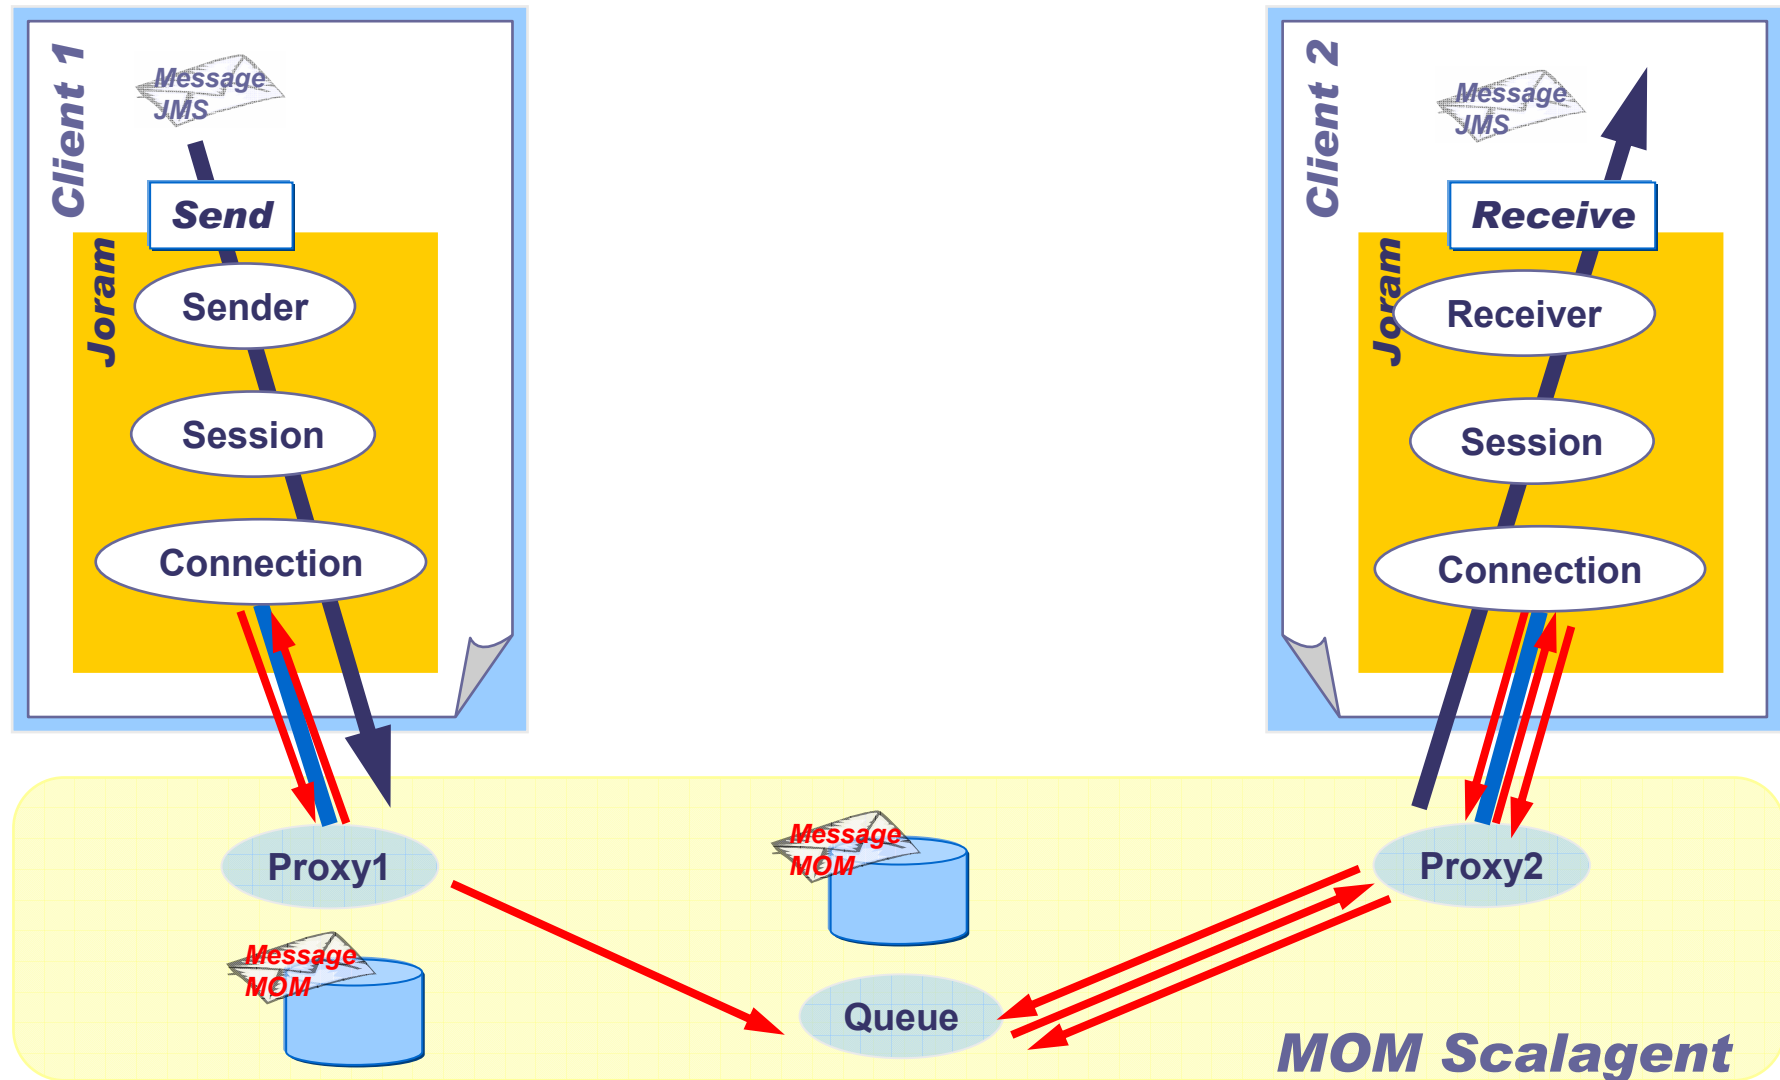 Client 1
Message
JMS
Send
Joram
Sender
Session
Connection
Client 2
Message
JMS
Receive
Joram
Receiver
Session
Connection
Proxy1
Message
MOM
Message
MOM
Queue
Proxy2
MOM Scalagent